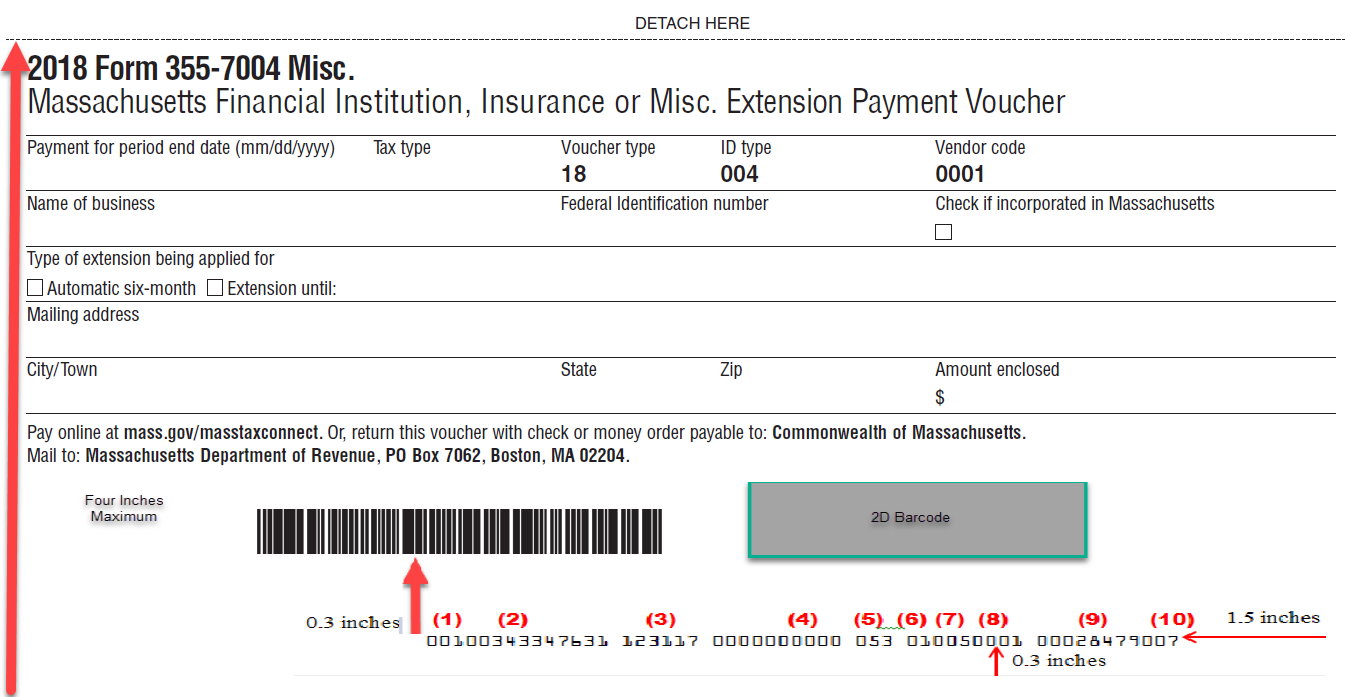 DETACH HERE
2018 Form 355-7004 Misc.
Massachusetts Financial Institution, Insurance or Misc. Extension Payment Voucher
Payment for period end date (mm/dd/yyyy) Tax type Voucher type ID type Vendor code
18 004 0001
Name of business Federal Identification number Check if incorporated in Massachusetts
Type of extension being applied for
Automatic six-month Extension until:
Mailing address
City/Town State Zip Amount enclosed
$
Pay online at mass.gov/masstaxconnect. Or, return this voucher with check or money order payable to: Commonwealth of Massachusetts.
Mail to: Massachusetts Department of Revenue, PO Box 7062, Boston, MA 02204.
Four Inches
Maximum
2D Barcode
0.3 inches (1) (2) (3) (4) (5) (6) (7) (8) (9) (10) 1.5 inches
00100343347631 123117 0000000000 053 010050001 00028479007
0.3 inches